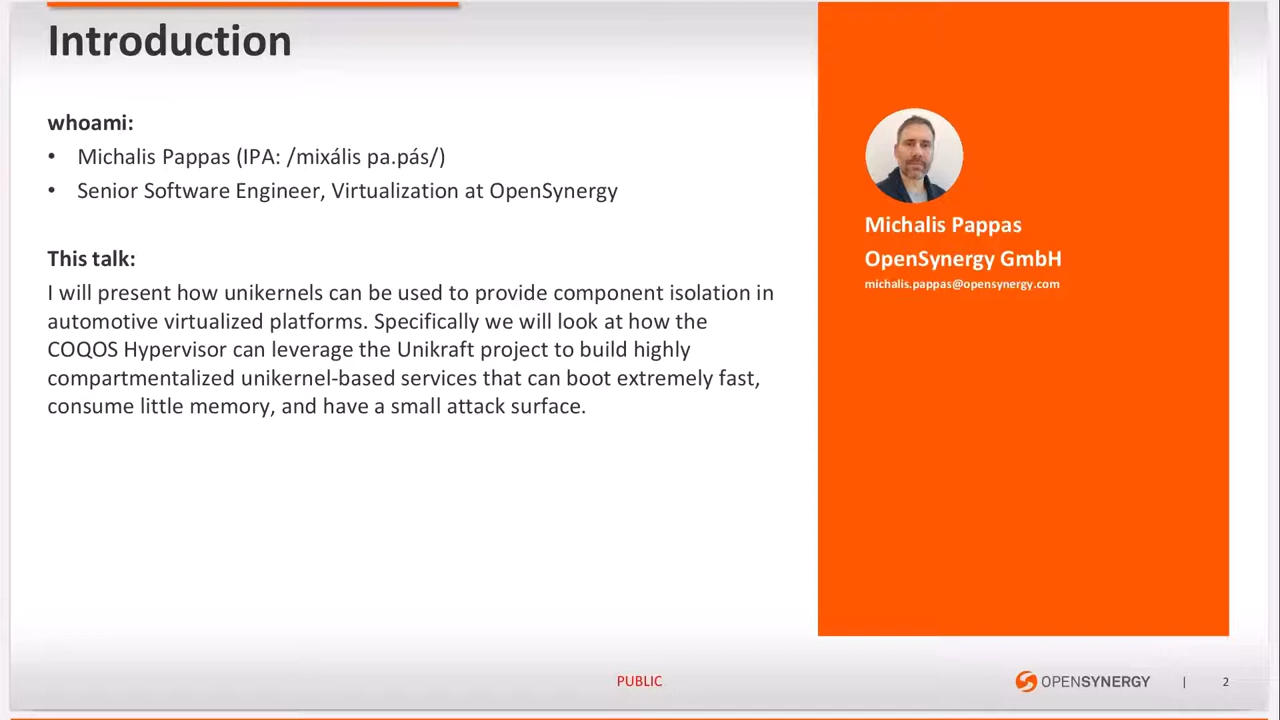 Introduction
whoami:
• Michalis Pappas (IPA: /mixális pa.pás/)
• Senior Software Engineer, Virtualization at OpenSynergy
This talk:
I will present how unikernels can be used to provide component isolation in
automotive virtualized platforms. Specifically we will look at how the
COQOS Hypervisor can leverage the Unikraft project to build highly
compartmentalized unikernel-based services that can boot extremely fast,
consume little memory, and have a small attack surface.
Michalis Pappas
OpenSynergy GmbH
michalis.pappas@opensynergy.com
PUBLIC
OPENSYNERGY | 2